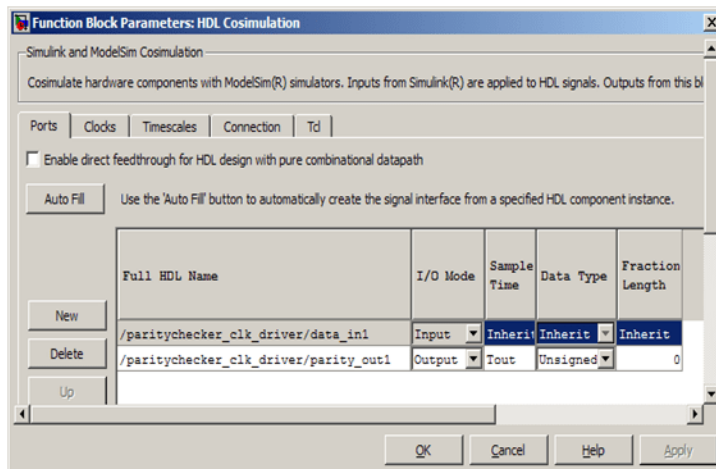 Function Block Parameters: HDL Cosimulation
Simulink and ModelSim Cosimulation
Cosimulate hardware components with ModelSim(R) simulators. Inputs from Simulink(R) are applied to HDL signals. Outputs from this bl
Ports Clocks Timescales Connection Tcl
Enable direct feedthrough for HDL design with pure combinational datapath
Auto Fill Use the 'Auto Fill' button to automatically create the signal interface from a specified HDL component instance.
Full HDL Name I/O Mode Sample Time Data Type Fraction Length
New
/paritychecker_clk_driver/data_in1 Input Inherit Inherit Inherit
Delete
/paritychecker_clk_driver/parity_out1 Output Tout Unsigned 0
Up
OK Cancel Help Apply